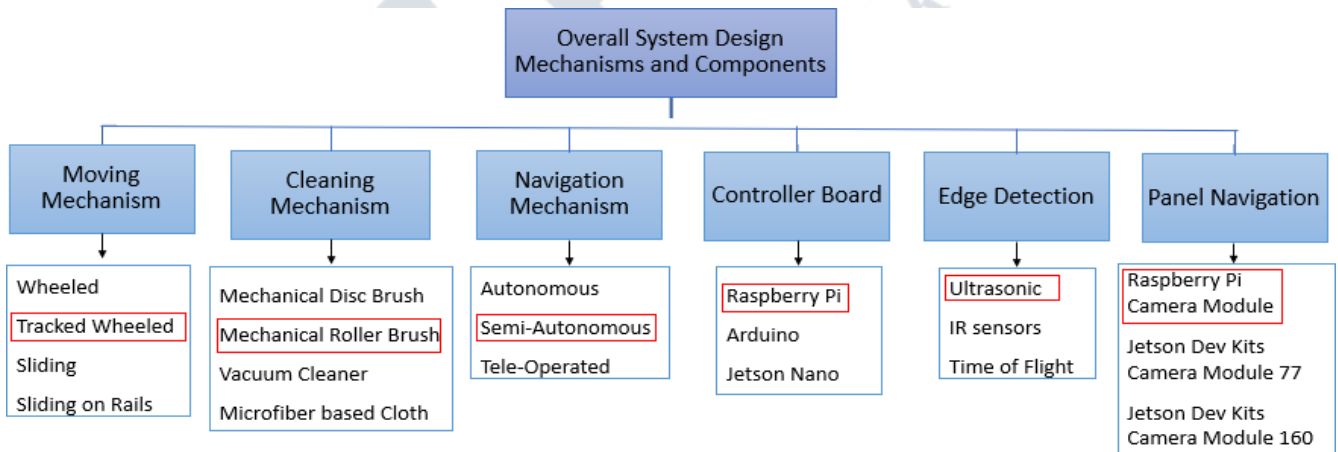 Overall System Design
Mechanisms and Components
Moving
Mechanism
Cleaning
Mechanism
Navigation
Mechanism
Controller Board
Edge Detection
Panel Navigation
Wheeled
Tracked Wheeled
Sliding
Sliding on Rails
Mechanical Disc Brush
Mechanical Roller Brush
Vacuum Cleaner
Microfiber based Cloth
Autonomous
Semi-Autonomous
Tele-Operated
Raspberry Pi
Arduino
Jetson Nano
Ultrasonic
IR sensors
Time of Flight
Raspberry Pi
Camera Module
Jetson Dev Kits
Camera Module 77
Jetson Dev Kits
Camera Module 160